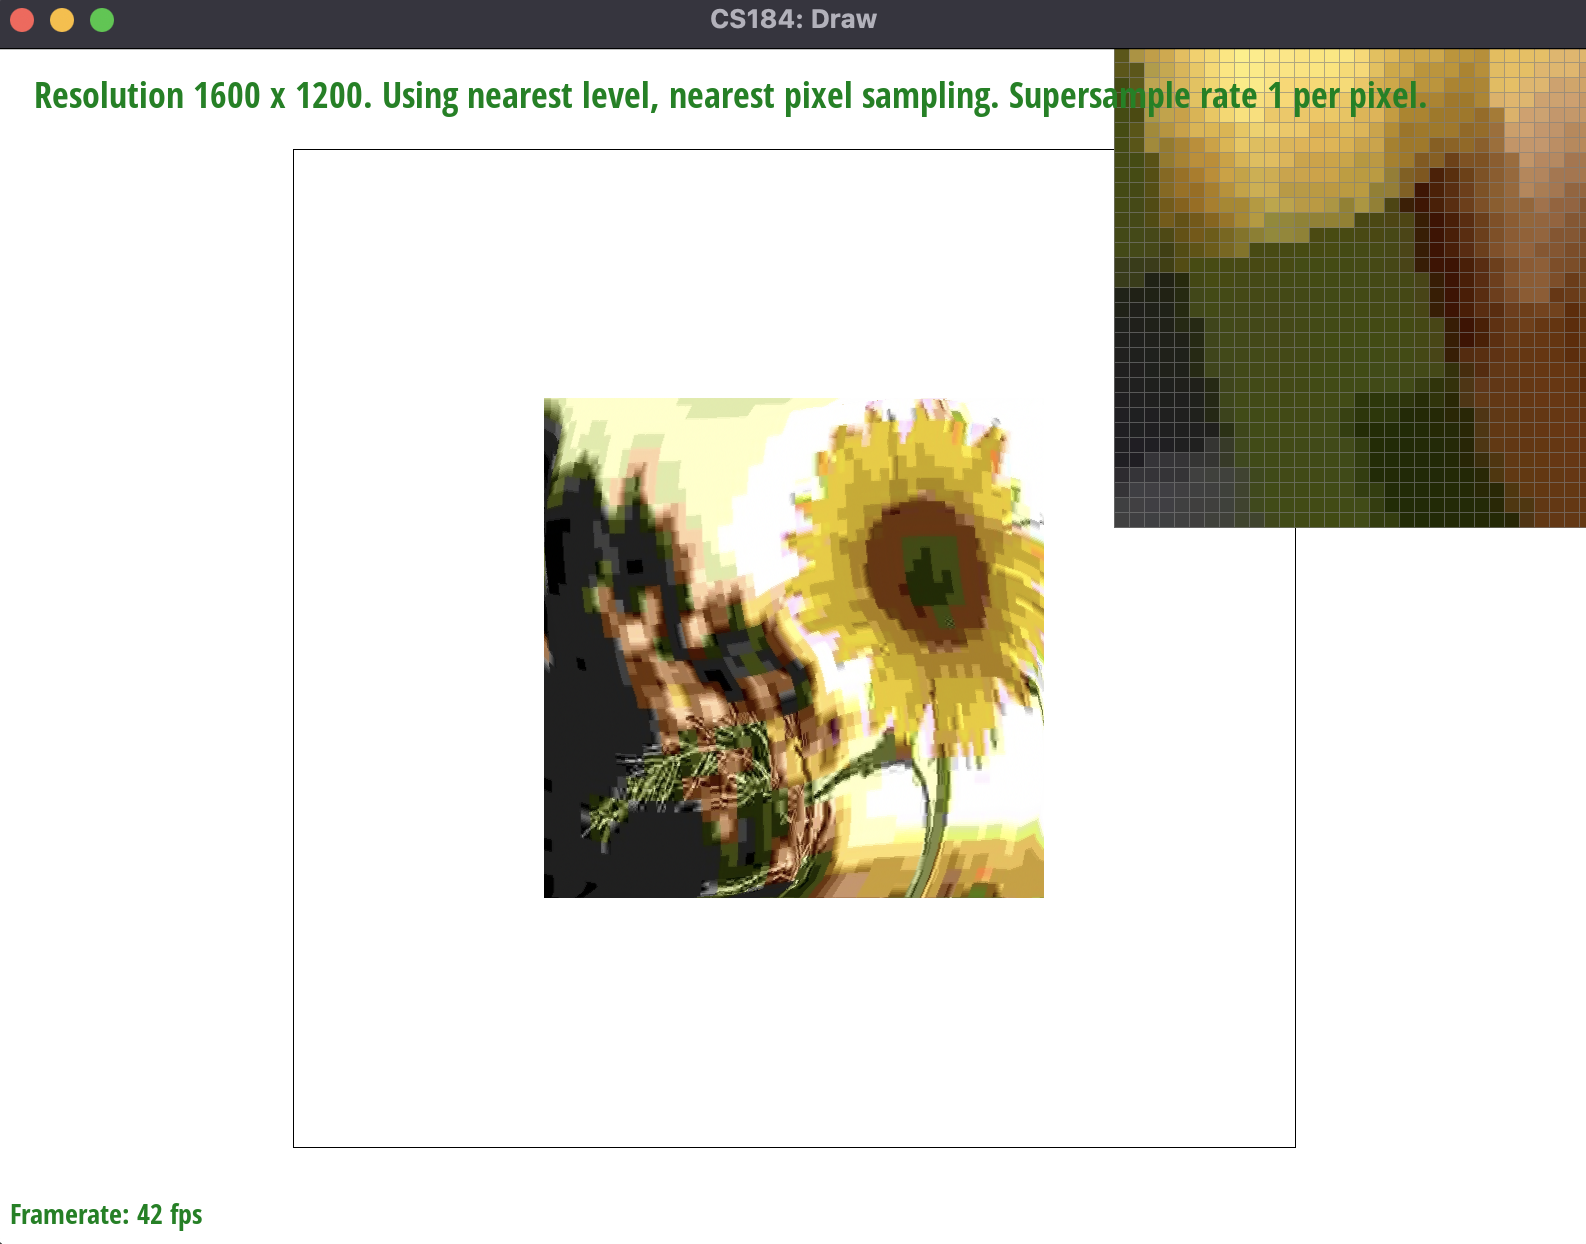 CS184: Draw
Resolution 1600 x 1200. Using nearest level, nearest pixel sampling. Supersample rate 1 per pixel.
Framerate: 42 fps